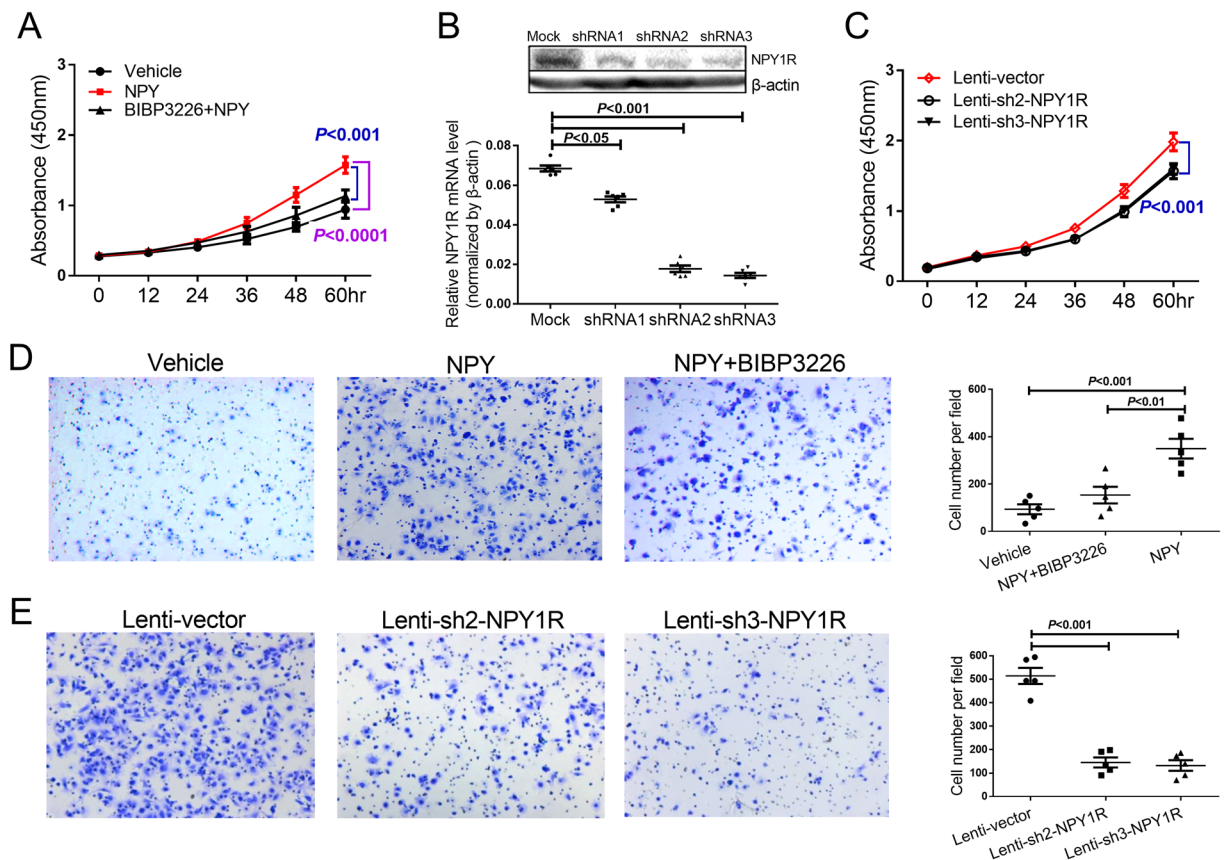 A
Vehicle
NPY
BIBP3226+NPY
P<0.001
P<0.0001
Absorbance (450nm)
3
2
1
0
0 12 24 36 48 60hr
B
Mock shRNA1 shRNA2 shRNA3
NPY1R
β-actin
P<0.001
P<0.05
Relative NPY1R mRNA level
(normalized by β-actin)
0.08
0.06
0.04
0.02
0.00
Mock shRNA1 shRNA2 shRNA3
C
Lenti-vector
Lenti-sh2-NPY1R
Lenti-sh3-NPY1R
P<0.001
Absorbance (450nm)
3
2
1
0
0 12 24 36 48 60hr
D
Vehicle NPY NPY+BIBP3226
P<0.001
P<0.01
Cell number per field
600
400
200
0
Vehicle NPY+BIBP3226 NPY
E
Lenti-vector Lenti-sh2-NPY1R Lenti-sh3-NPY1R
P<0.001
Cell number per field
600
500
400
300
200
100
0
Lenti-vector Lenti-sh2-NPY1R Lenti-sh3-NPY1R